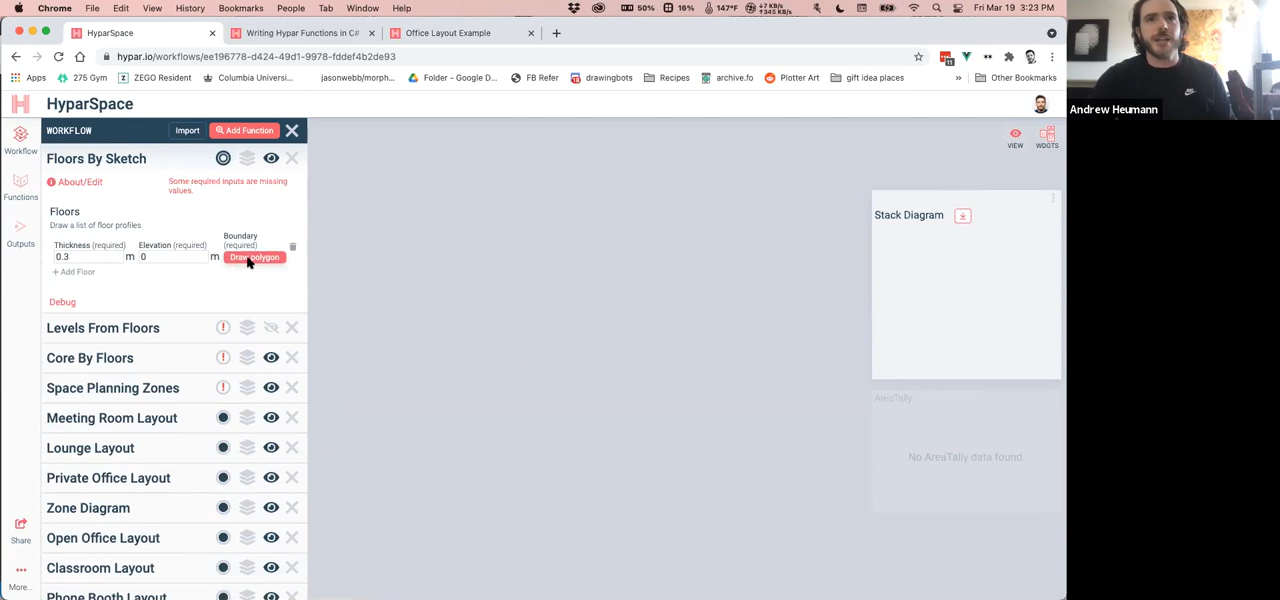 Chrome File Edit View History Bookmarks People Tab Window Help 50% 16% 147°F ↓7 KB/s ↑345 KB/s Fri Mar 19 3:23 PM
HyparSpace Writing Hypar Functions in C# Office Layout Example
hypar.io/workflows/ee196778-d424-49d1-9978-fddef4b2de93 11
Apps 275 Gym ZEGO Resident Columbia Universi... jasonwebb/morph... Folder - Google D... FB Refer drawingbots Recipes archive.fo Plotter Art gift idea places » Other Bookmarks
HyparSpace
Andrew Heumann
WORKFLOW Import Add Function
Workflow
Functions
Outputs
Share
More...
Floors By Sketch
About/Edit Some required inputs are missing
values.
Floors
Draw a list of floor profiles
Thickness (required) Elevation (required) Boundary
(required)
0.3 m 0 m Draw polygon
+ Add Floor
Debug
Levels From Floors
Core By Floors
Space Planning Zones
Meeting Room Layout
Lounge Layout
Private Office Layout
Zone Diagram
Open Office Layout
Classroom Layout
Phone Booth Layout
VIEW WDGTS
Stack Diagram
AreaTally
No AreaTally data found.